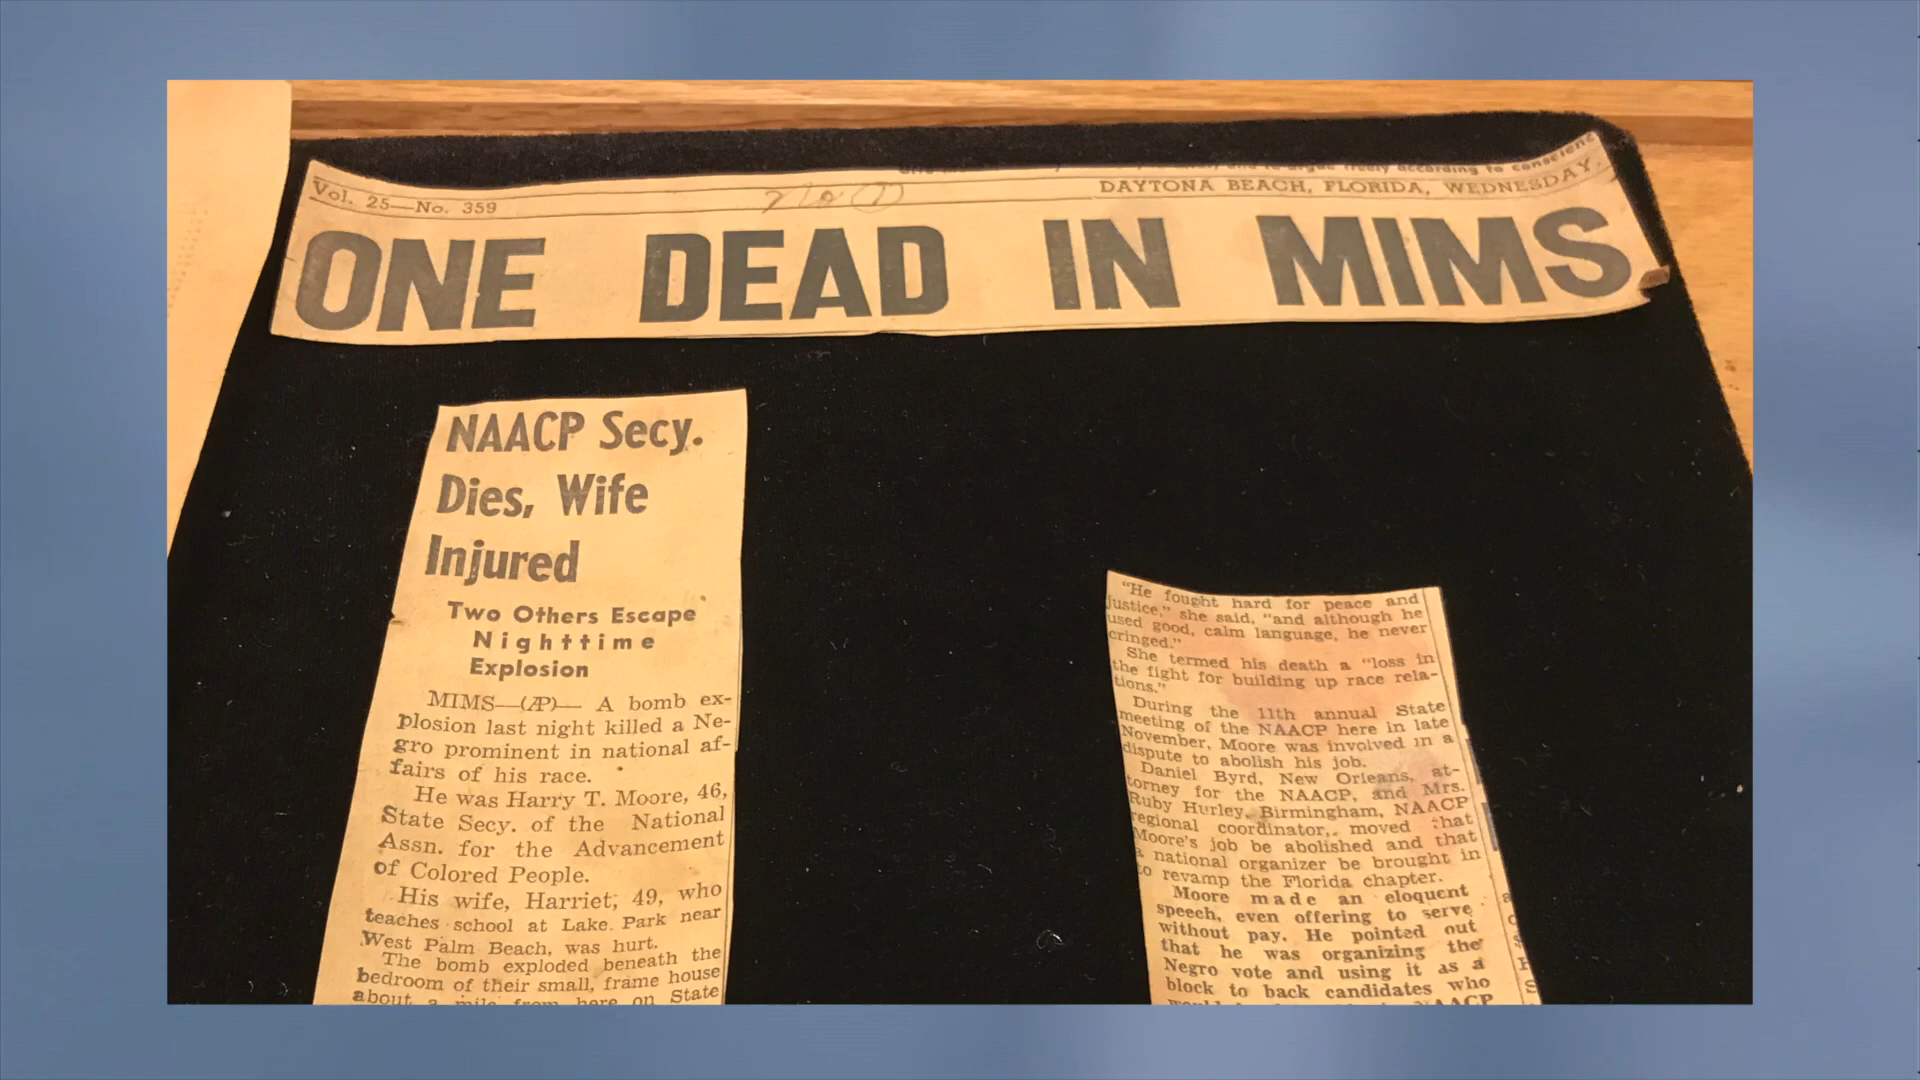 Vol. 25—No. 359
freely according to conscience
DAYTONA BEACH, FLORIDA, WEDNESDAY,
ONE DEAD IN MIMS
NAACP Secy.
Dies, Wife
Injured
Two Others Escape
Nighttime
Explosion
MIMS—(AP)— A bomb ex-
plosion last night killed a Ne-
gro prominent in national af-
fairs of his race.
He was Harry T. Moore, 46,
State Secy. of the National
Assn. for the Advancement
of Colored People.
His wife, Harriet, 49, who
teaches school at Lake Park near
West Palm Beach, was hurt.
The bomb exploded beneath the
bedroom of their small, frame house
about a mile from here on State
"He fought hard for peace and
justice," she said, "and although he
used good, calm language, he never
cringed."
She termed his death a "loss in
the fight for building up race rela-
tions."
During the 11th annual State
meeting of the NAACP here in late
November, Moore was involved in a
dispute to abolish his job.
Daniel Byrd, New Orleans, at-
torney for the NAACP, and Mrs.
Ruby Hurley, Birmingham, NAACP
regional coordinator, moved that
Moore's job be abolished and that
a national organizer be brought in
to revamp the Florida chapter.
Moore made an eloquent
speech, even offering to serve
without pay. He pointed out
that he was organizing the
Negro vote and using it as a
block to back candidates who